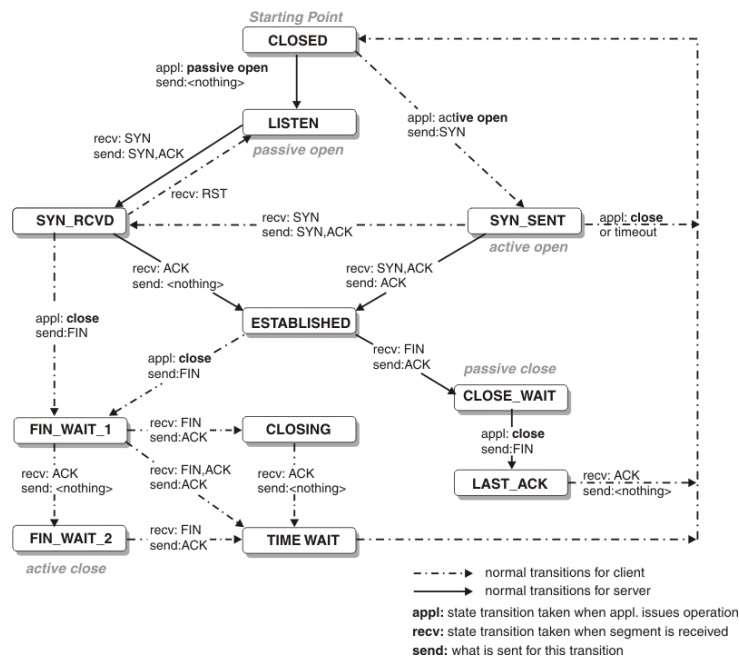 Starting Point
CLOSED
appl: passive open
send:<nothing>
appl: active open
send:SYN
LISTEN
passive open
recv: SYN
send: SYN,ACK
recv: RST
SYN_RCVD
recv: SYN
send: SYN,ACK
SYN_SENT
active open
appl: close
or timeout
recv: ACK
send: <nothing>
recv: SYN,ACK
send: ACK
appl: close
send:FIN
ESTABLISHED
appl: close
send:FIN
recv: FIN
send:ACK
passive close
CLOSE_WAIT
FIN_WAIT_1
recv: FIN
send:ACK
CLOSING
appl: close
send:FIN
recv: ACK
send: <nothing>
recv: FIN,ACK
send:ACK
recv: ACK
send:<nothing>
LAST_ACK
recv: ACK
send:<nothing>
FIN_WAIT_2
active close
recv: FIN
send:ACK
TIME WAIT
normal transitions for client
normal transitions for server
appl: state transition taken when appl. issues operation
recv: state transition taken when segment is received
send: what is sent for this transition